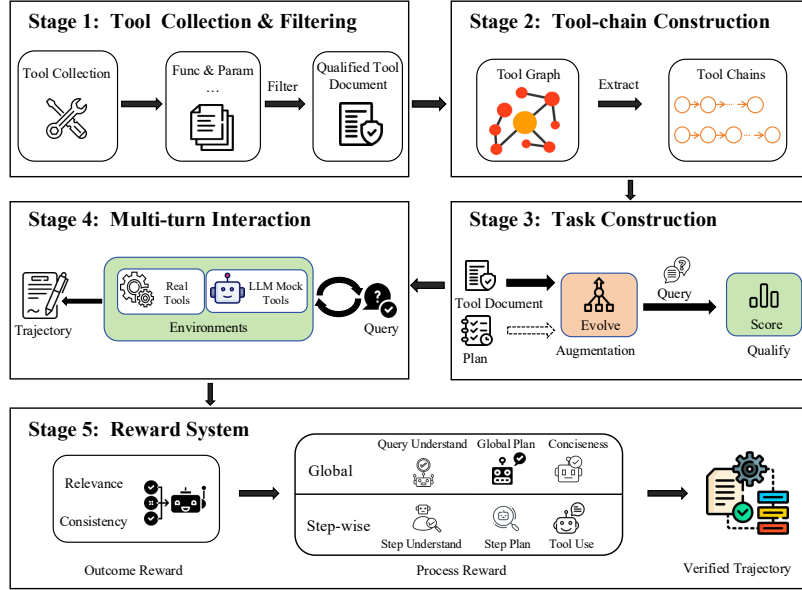 Stage 1: Tool Collection & Filtering
Tool Collection
Func & Param
...
Filter
Qualified Tool
Document
Stage 2: Tool-chain Construction
Tool Graph
Extract
Tool Chains
Stage 4: Multi-turn Interaction
Trajectory
Real
Tools
LLM Mock
Tools
Environments
Query
Stage 3: Task Construction
Tool Document
Plan
Evolve
Augmentation
Query
Score
Qualify
Stage 5: Reward System
Relevance
Consistency
Outcome Reward
Global
Query Understand
Global Plan
Conciseness
Step-wise
Step Understand
Step Plan
Tool Use
Process Reward
Verified Trajectory